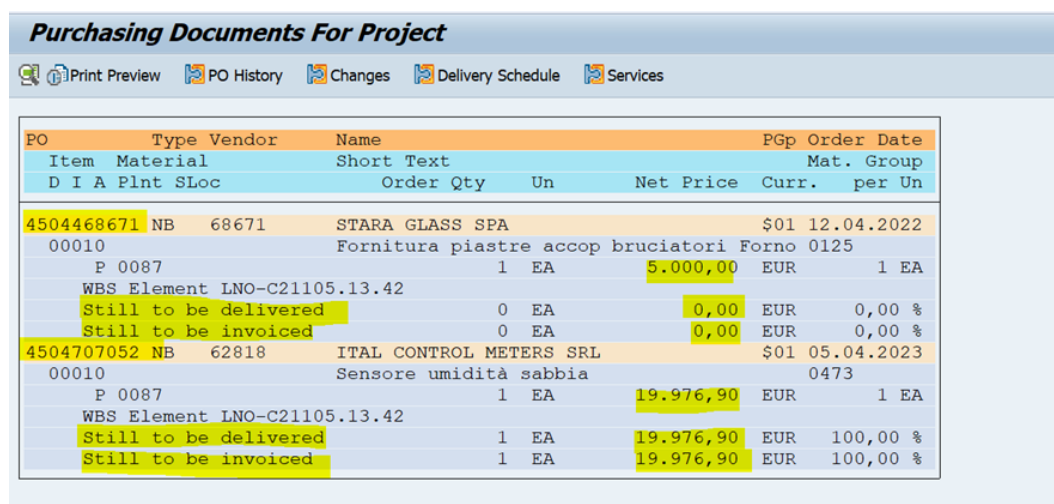 Purchasing Documents For Project
Print Preview PO History Changes Delivery Schedule Services
PO Type Vendor Name PGp Order Date
Item Material Short Text Mat. Group
D I A Plnt SLoc Order Qty Un Net Price Curr. per Un
4504468671 NB 68671 STARA GLASS SPA $01 12.04.2022
00010 Fornitura piastre accop bruciatori Forno 0125
P 0087 1 EA 5.000,00 EUR 1 EA
WBS Element LNO-C21105.13.42
Still to be delivered 0 EA 0,00 EUR 0,00 %
Still to be invoiced 0 EA 0,00 EUR 0,00 %
4504707052 NB 62818 ITAL CONTROL METERS SRL $01 05.04.2023
00010 Sensore umidità sabbia 0473
P 0087 1 EA 19.976,90 EUR 1 EA
WBS Element LNO-C21105.13.42
Still to be delivered 1 EA 19.976,90 EUR 100,00 %
Still to be invoiced 1 EA 19.976,90 EUR 100,00 %